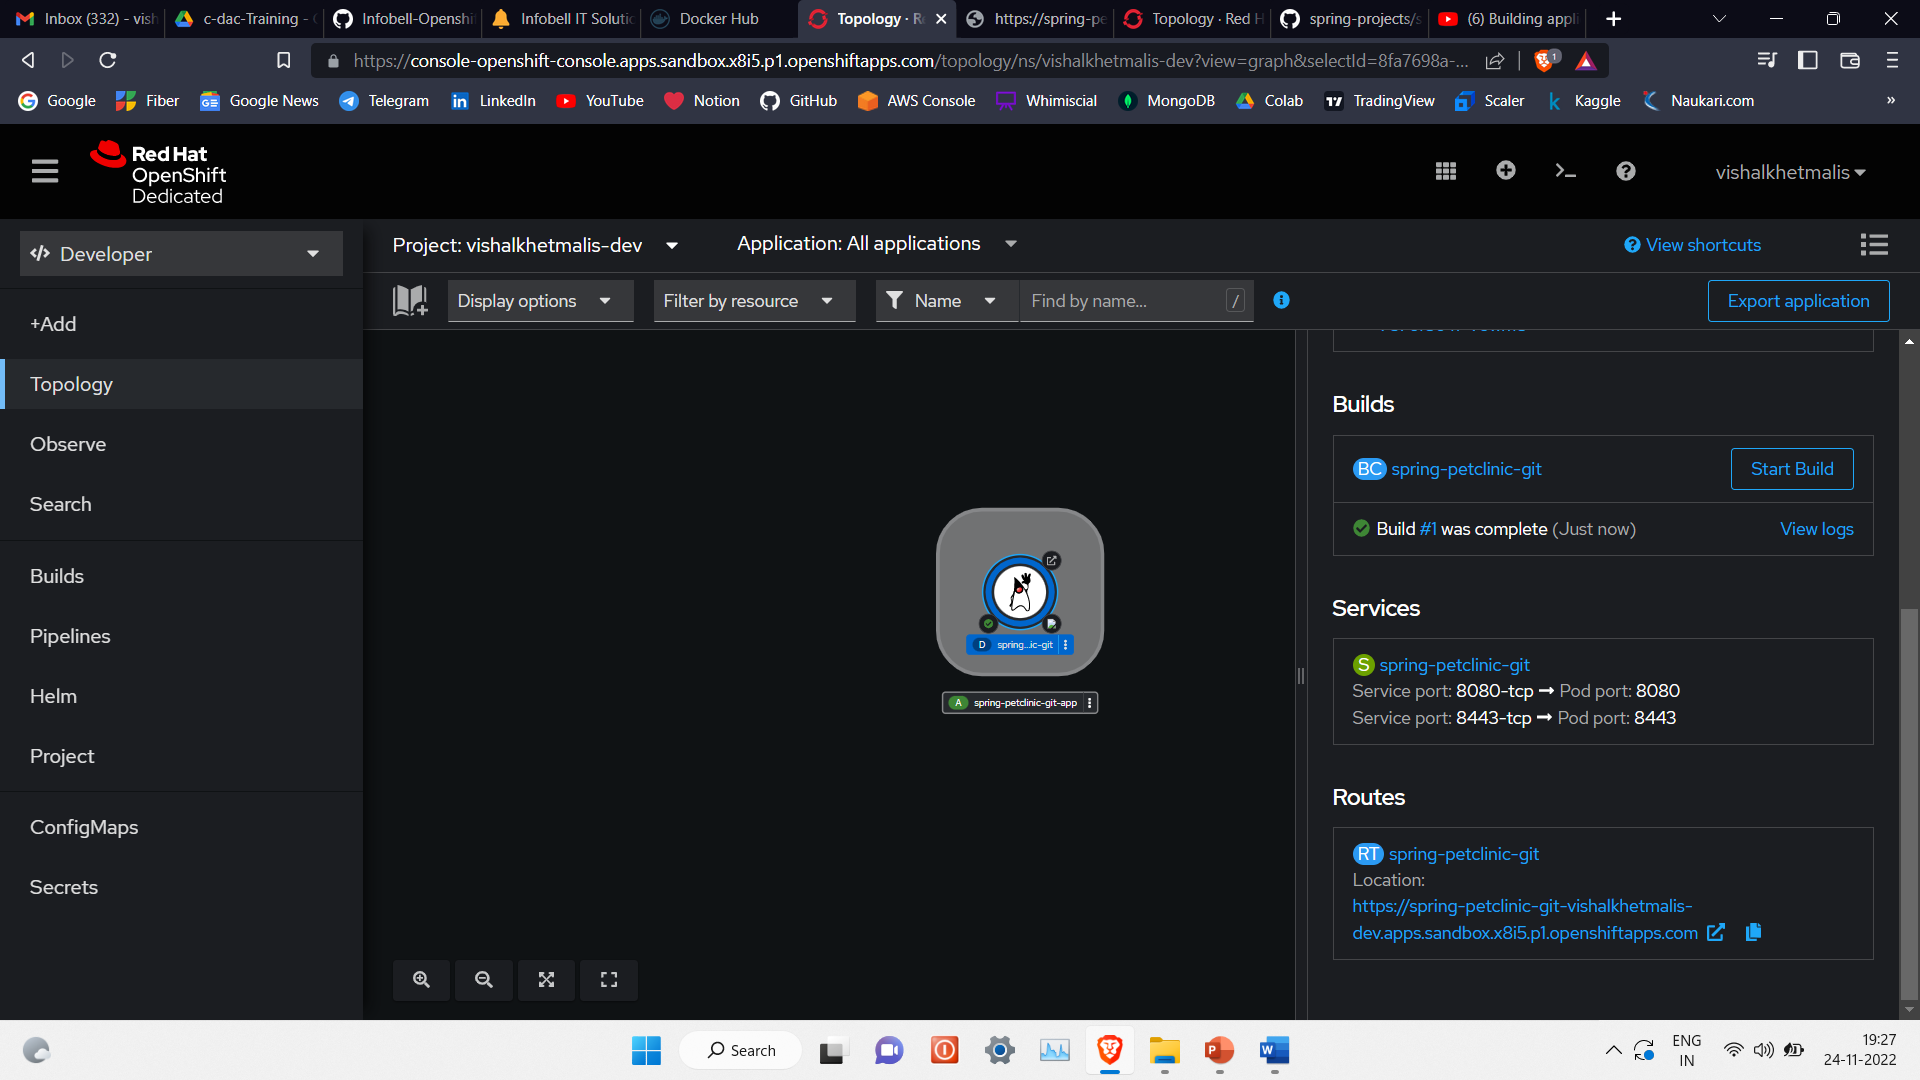 Inbox (332) - vish
c-dac-Training -
Infobell-Openshi
Infobell IT Solutio
Docker Hub
Topology · R
https://spring-pe
Topology · Red H
spring-projects/s
(6) Building appli
https://console-openshift-console.apps.sandbox.x8i5.p1.openshiftapps.com/topology/ns/vishalkhetmalis-dev?view=graph&selectId=8fa7698a-...
1
Google
Fiber
Google News
Telegram
LinkedIn
YouTube
Notion
GitHub
AWS Console
Whimiscial
MongoDB
Colab
TradingView
Scaler
Kaggle
Naukari.com
»
Red Hat
OpenShift
Dedicated
vishalkhetmalis
Developer
Project: vishalkhetmalis-dev
Application: All applications
View shortcuts
Display options
Filter by resource
Name
Find by name...
/
Export application
+Add
Topology
Observe
Search
Builds
Pipelines
Helm
Project
ConfigMaps
Secrets
D spring...ic-git
A spring-petclinic-git-app
Builds
BC spring-petclinic-git
Start Build
Build #1 was complete (Just now)
View logs
Services
S spring-petclinic-git
Service port: 8080-tcp ➞ Pod port: 8080
Service port: 8443-tcp ➞ Pod port: 8443
Routes
RT spring-petclinic-git
Location:
https://spring-petclinic-git-vishalkhetmalis-
dev.apps.sandbox.x8i5.p1.openshiftapps.com
Search
ENG
IN
19:27
24-11-2022